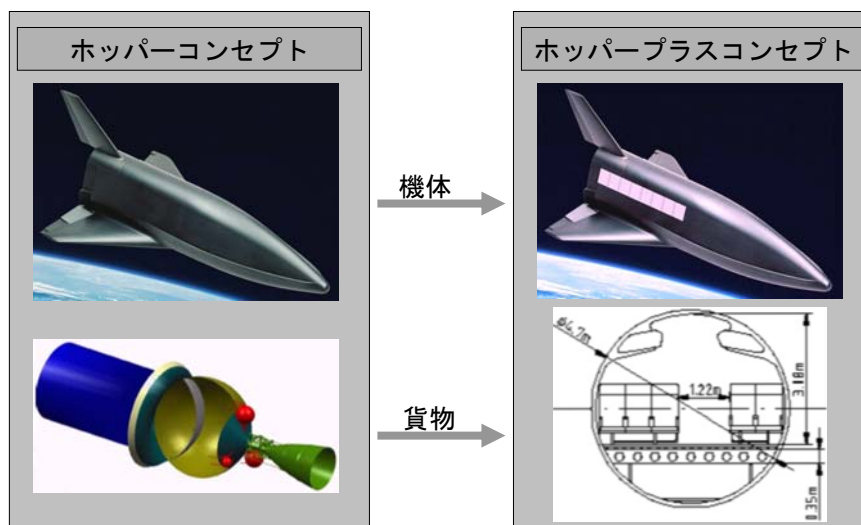 ホッパーコンセプト
ホッパープラスコンセプト
機体
貨物
ø4.7m
1.22m
3.18m
0.35m